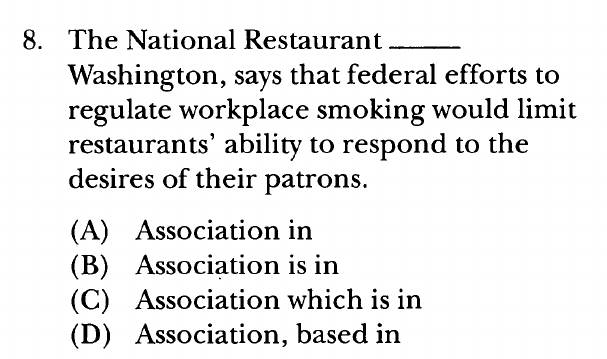 8. The National Restaurant _____
Washington, says that federal efforts to
regulate workplace smoking would limit
restaurants’ ability to respond to the
desires of their patrons.
(A) Association in
(B) Association is in
(C) Association which is in
(D) Association, based in